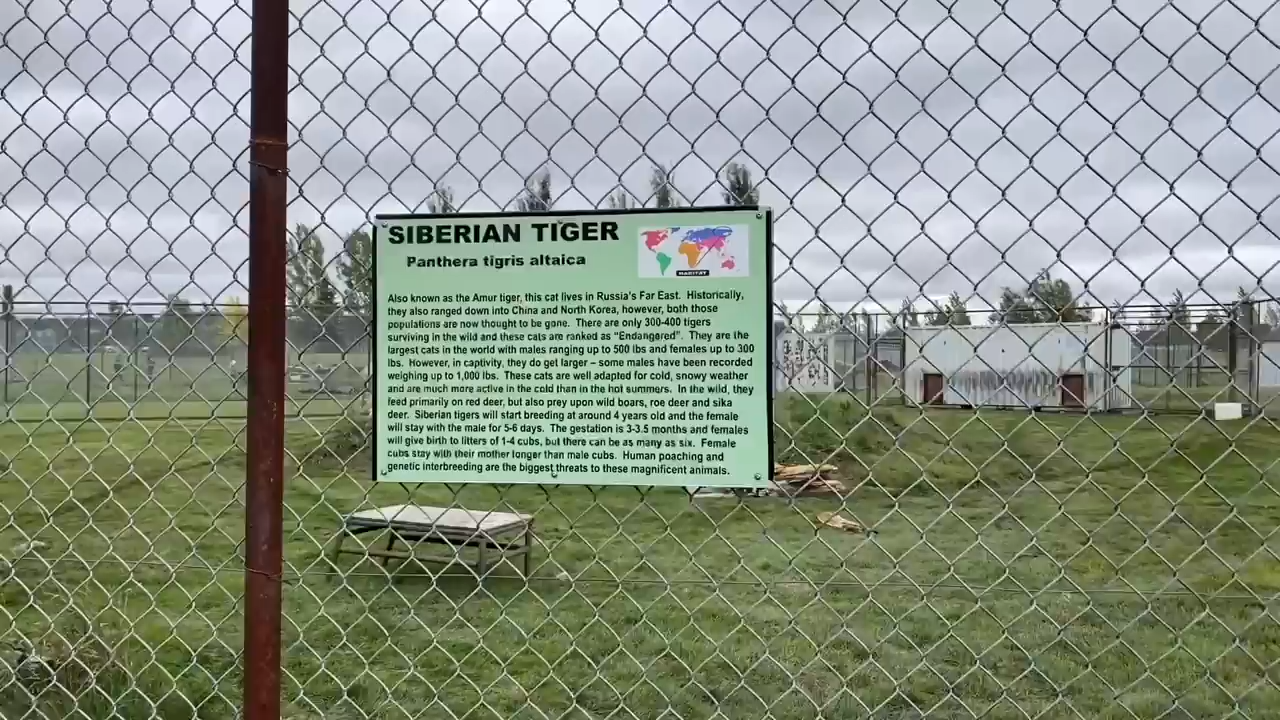 SIBERIAN TIGER
Panthera tigris altaica
HABITAT
Also known as the Amur tiger, this cat lives in Russia's Far East. Historically,
they also ranged down into China and North Korea, however, both those
populations are now thought to be gone. There are only 300-400 tigers
surviving in the wild and these cats are ranked as "Endangered". They are the
largest cats in the world with males ranging up to 500 lbs and females up to 300
lbs. However, in captivity, they do get larger – some males have been recorded
weighing up to 1,000 lbs. These cats are well adapted for cold, snowy weather
and are much more active in the cold than in the hot summers. In the wild, they
feed primarily on red deer, but also prey upon wild boars, roe deer and sika
deer. Siberian tigers will start breeding at around 4 years old and the female
will stay with the male for 5-6 days. The gestation is 3-3.5 months and females
will give birth to litters of 1-4 cubs, but there can be as many as six. Female
cubs stay with their mother longer than male cubs. Human poaching and
genetic interbreeding are the biggest threats to these magnificent animals.